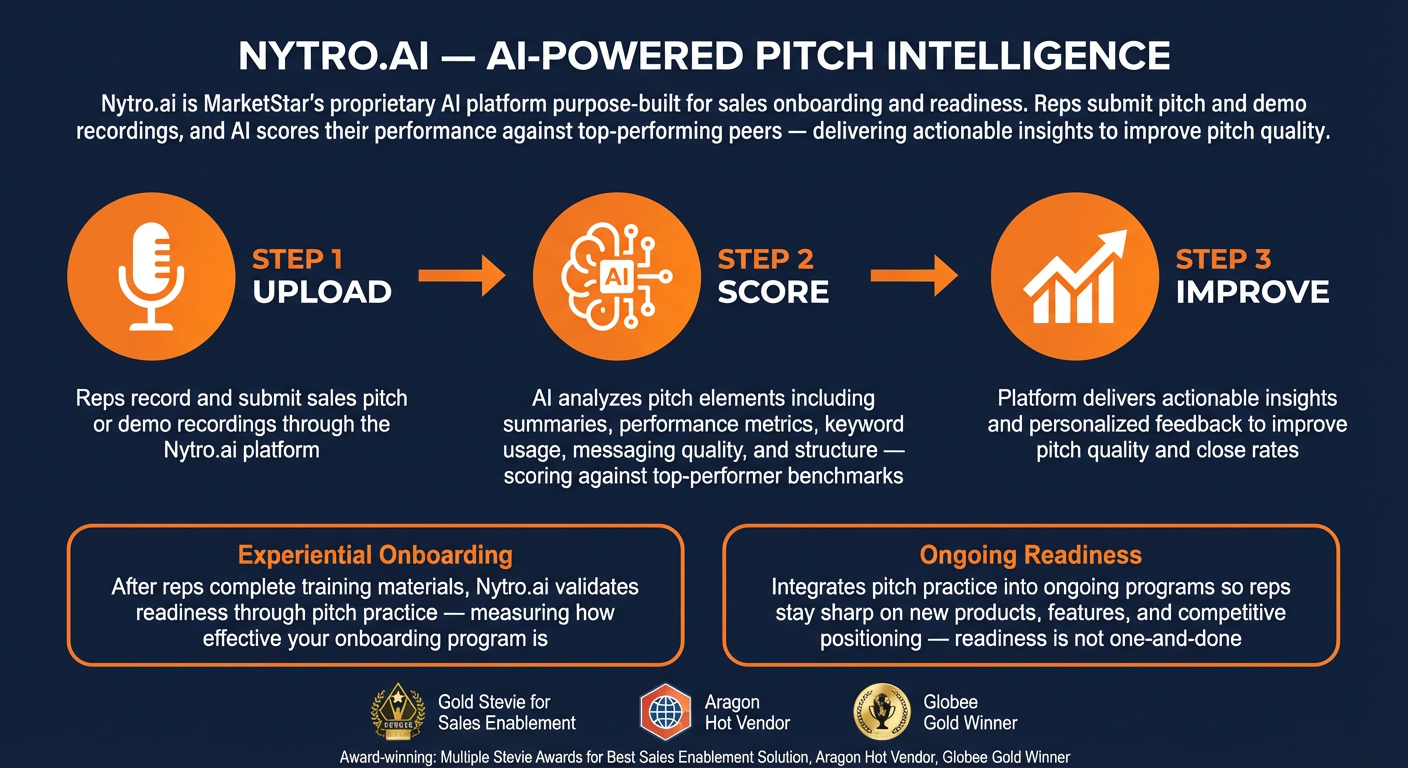 NYTRO.AI — AI-POWERED PITCH INTELLIGENCE
Nytro.ai is MarketStar's proprietary AI platform purpose-built for sales onboarding and readiness. Reps submit pitch and demo
recordings, and AI scores their performance against top-performing peers — delivering actionable insights to improve pitch quality.
STEP 1
UPLOAD
Reps record and submit sales pitch
or demo recordings through the
Nytro.ai platform
AI
STEP 2
SCORE
AI analyzes pitch elements including
summaries, performance metrics, keyword
usage, messaging quality, and structure —
scoring against top-performer benchmarks
STEP 3
IMPROVE
Platform delivers actionable insights
and personalized feedback to improve
pitch quality and close rates
Experiential Onboarding
After reps complete training materials, Nytro.ai validates
readiness through pitch practice — measuring how
effective your onboarding program is
Ongoing Readiness
Integrates pitch practice into ongoing programs so reps
stay sharp on new products, features, and competitive
positioning — readiness is not one-and-done
Gold Stevie for
Sales Enablement
Aragon
Hot Vendor
Globee
Gold Winner
Award-winning: Multiple Stevie Awards for Best Sales Enablement Solution, Aragon Hot Vendor, Globee Gold Winner